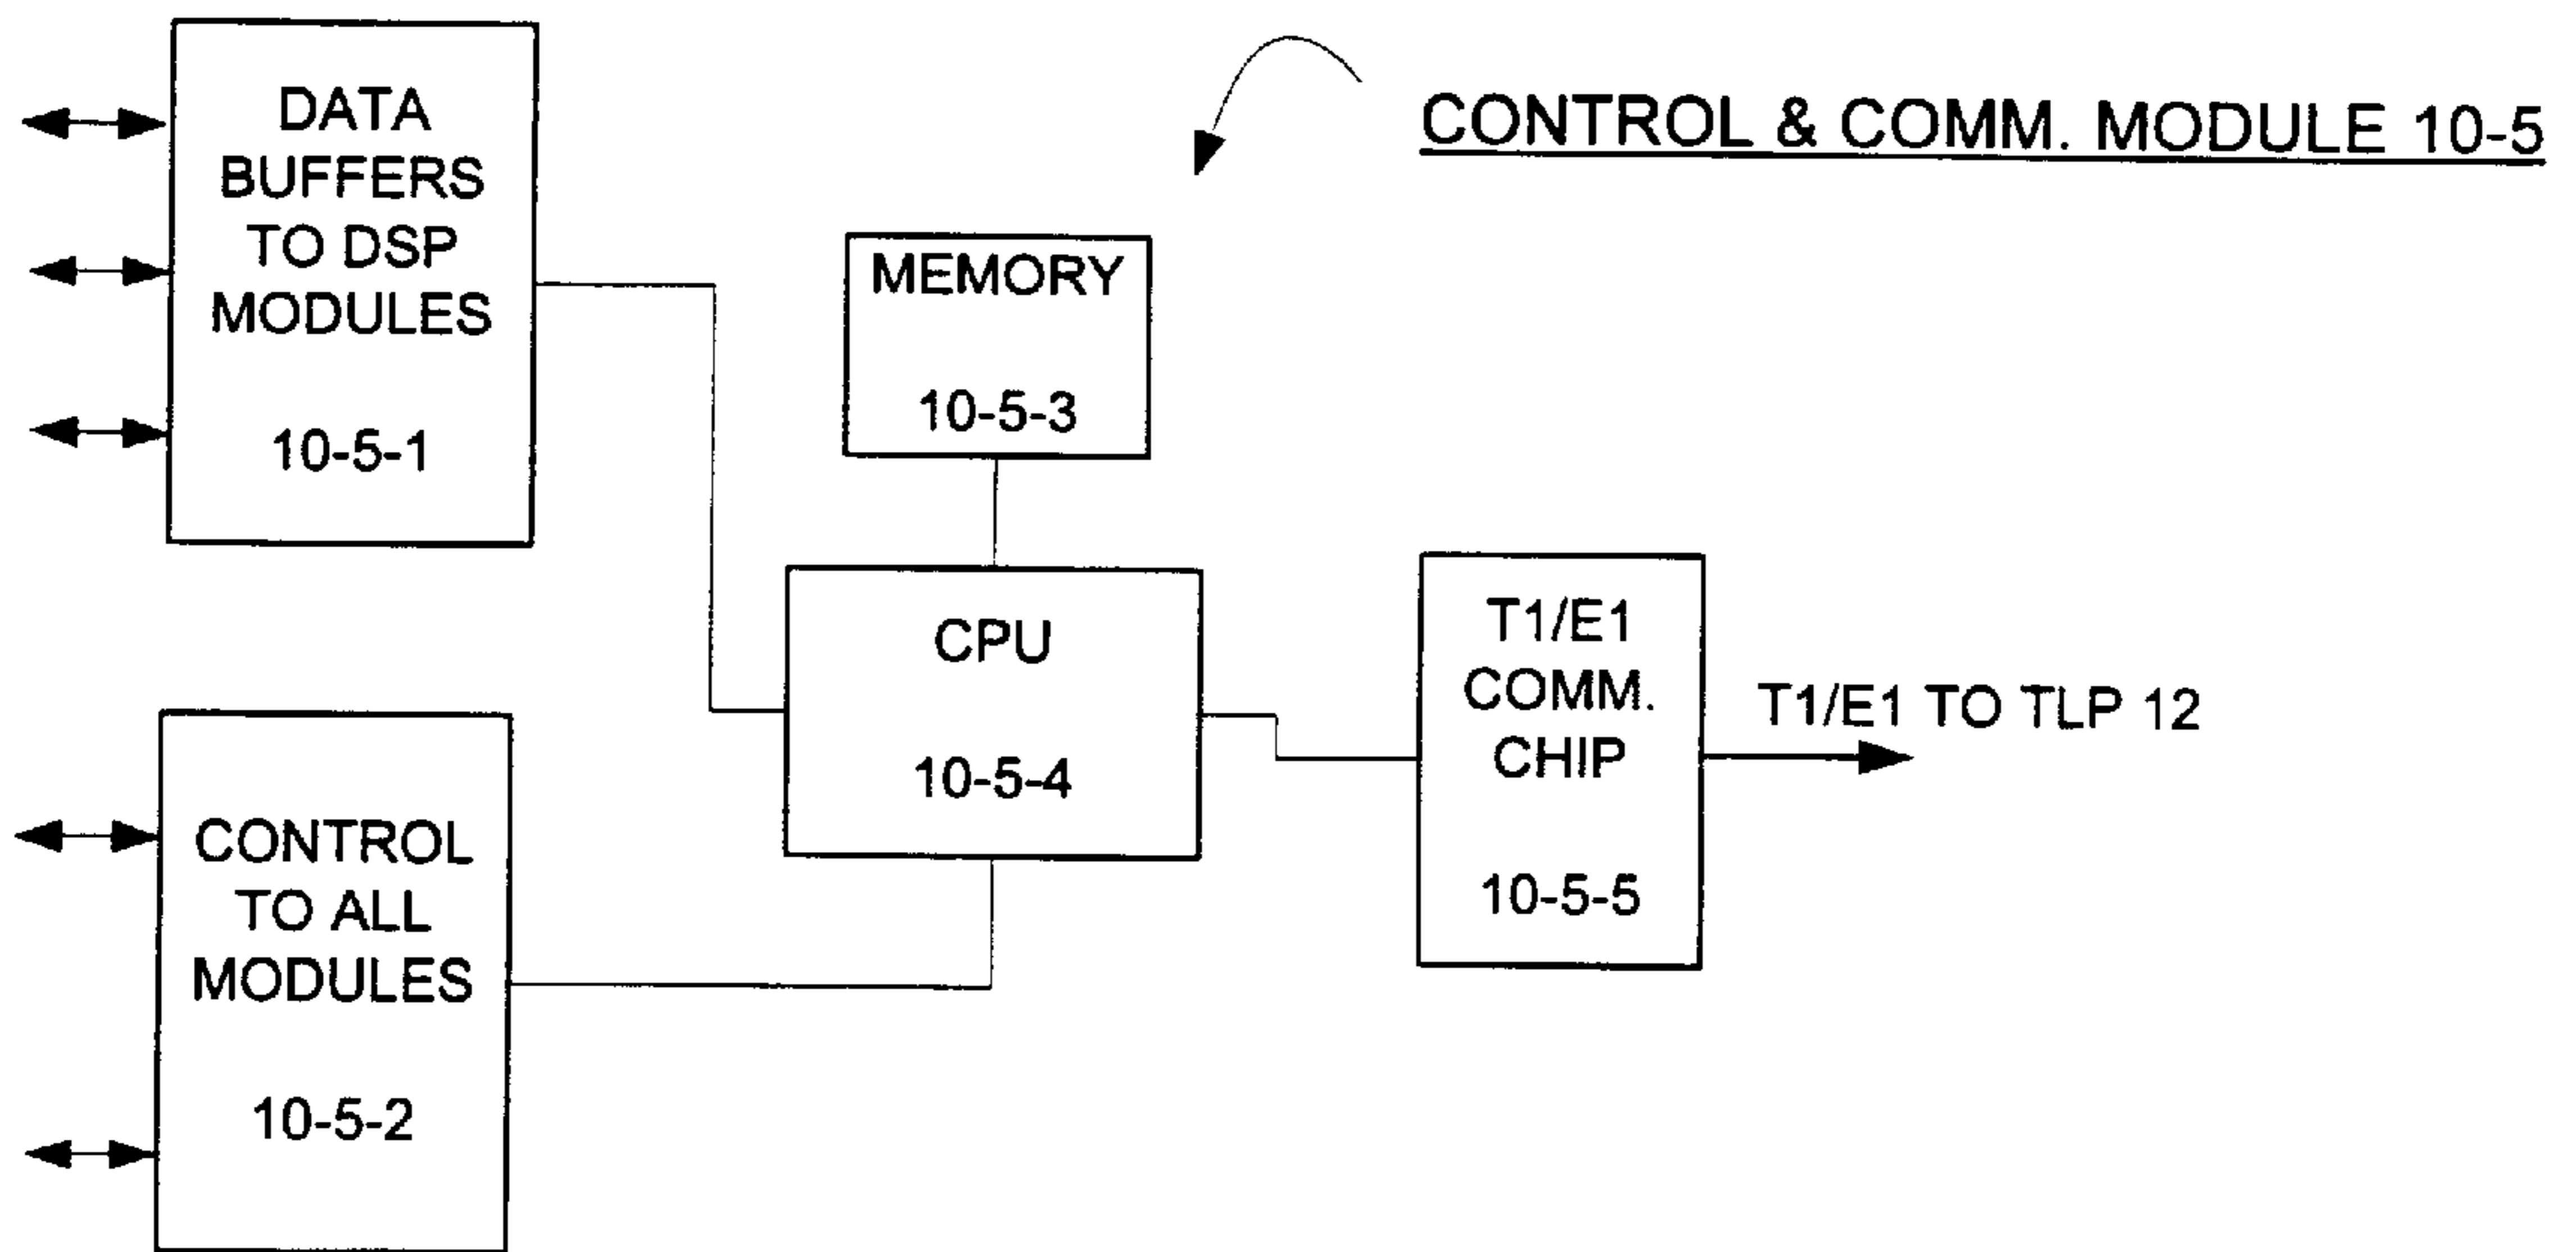 CONTROL & COMM. MODULE 10-5
DATA
BUFFERS
TO DSP
MODULES
10-5-1
MEMORY
10-5-3
CPU
10-5-4
T1/E1
COMM.
CHIP
10-5-5
T1/E1 TO TLP 12
CONTROL
TO ALL
MODULES
10-5-2